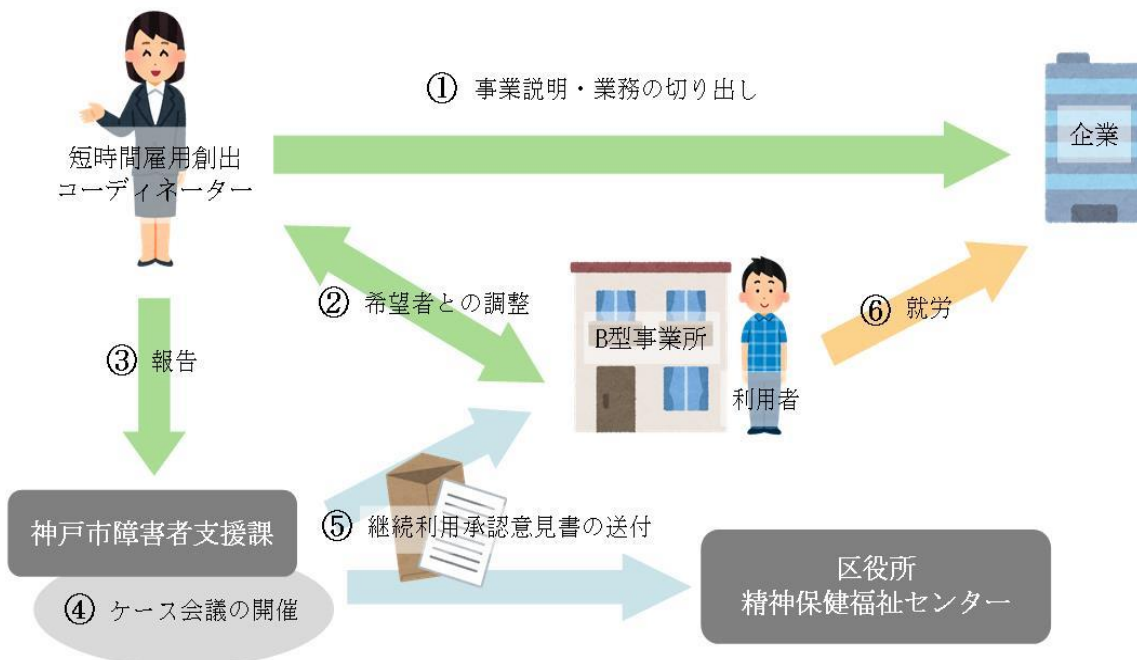 ① 事業説明・業務の切り出し
短時間雇用創出
コーディネーター
企業
② 希望者との調整
B型事業所
利用者
⑥ 就労
③ 報告
神戸市障害者支援課
④ ケース会議の開催
⑤ 継続利用承認意見書の送付
区役所
精神保健福祉センター